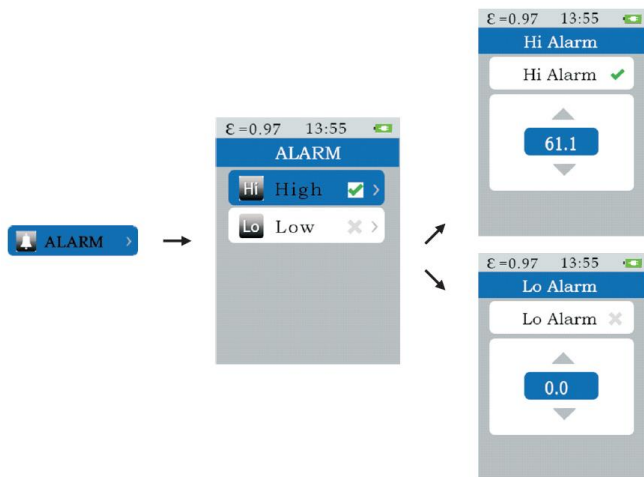 ALARM
ε=0.97 13:55
ALARM
Hi High
Lo Low
ε=0.97 13:55
Hi Alarm
Hi Alarm
61.1
ε=0.97 13:55
Lo Alarm
Lo Alarm
0.0